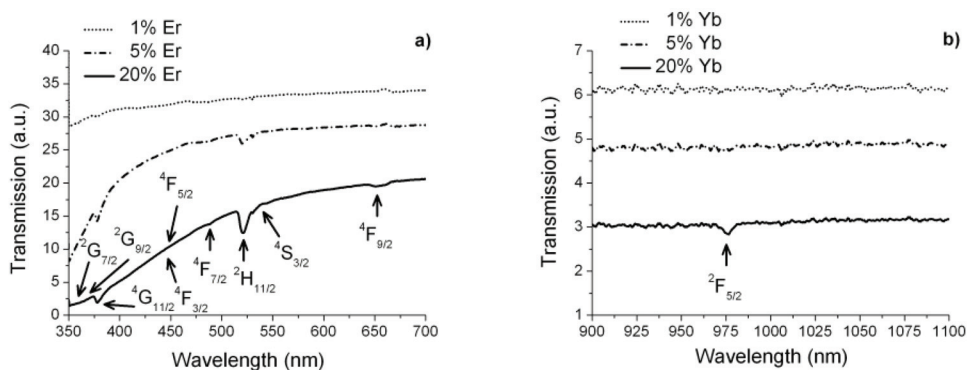 1% Er
5% Er
20% Er
a)
Transmission (a.u.)
40
35
30
25
20
15
10
5
0
⁴F₅/₂
²G₉/₂
²G₇/₂
⁴G₁₁/₂
⁴F₃/₂
⁴F₇/₂
²H₁₁/₂
⁴S₃/₂
⁴F₉/₂
350 400 450 500 550 600 650 700
Wavelength (nm)
1% Yb
5% Yb
20% Yb
b)
Transmission (a.u.)
7
6
5
4
3
2
1
²F₅/₂
900 925 950 975 1000 1025 1050 1075 1100
Wavelength (nm)